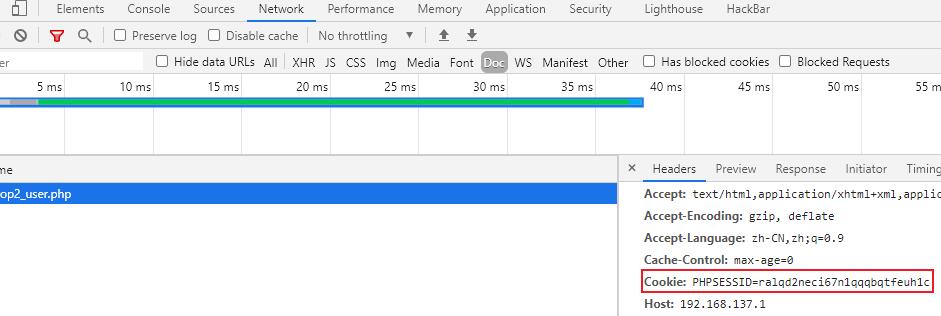 Elements Console Sources Network Performance Memory Application Security Lighthouse HackBar
Preserve log Disable cache No throttling
Hide data URLs All XHR JS CSS Img Media Font Doc WS Manifest Other Has blocked cookies Blocked Requests
5 ms 10 ms 15 ms 20 ms 25 ms 30 ms 35 ms 40 ms 45 ms 50 ms 55 m
me
Headers Preview Response Initiator Timing
op2_user.php
Accept: text/html,application/xhtml+xml,applic
Accept-Encoding: gzip, deflate
Accept-Language: zh-CN,zh;q=0.9
Cache-Control: max-age=0
Cookie: PHPSESSID=ralqd2neci67n1qqqbqtfeuh1c
Host: 192.168.137.1